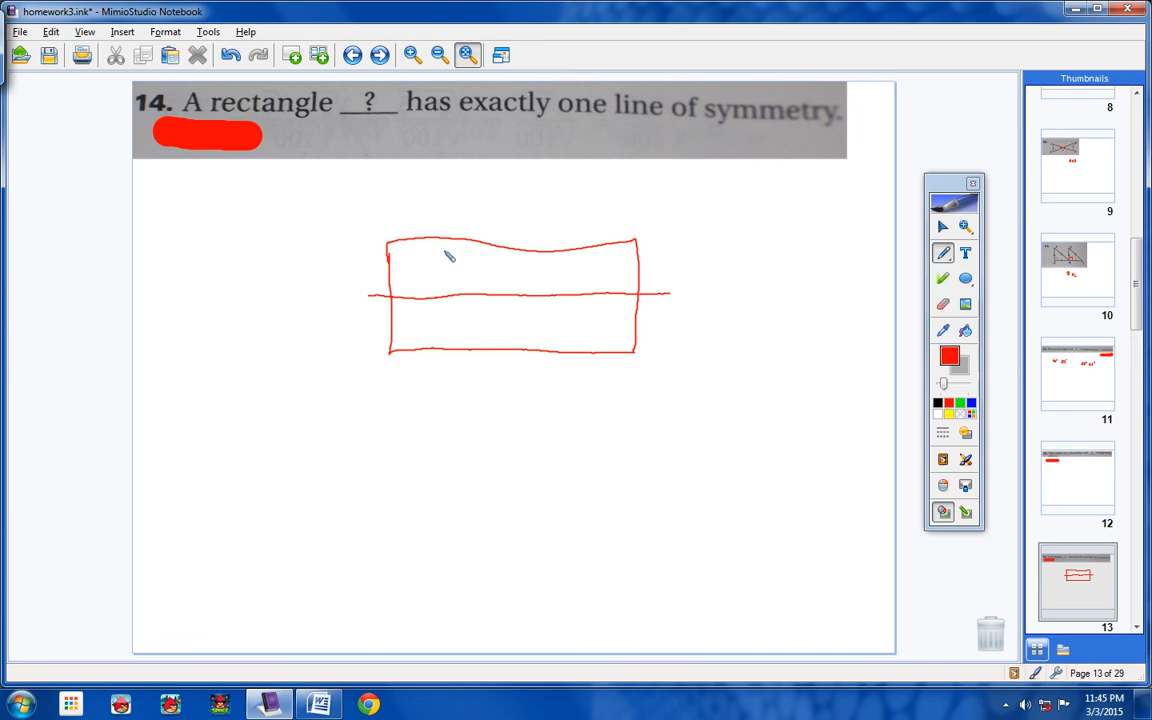 homework3.ink* - MimioStudio Notebook
File Edit View Insert Format Tools Help
Thumbnails
14. A rectangle ? has exactly one line of symmetry.
8
9
10
11
12
13
Page 13 of 29
11:45 PM
3/3/2015